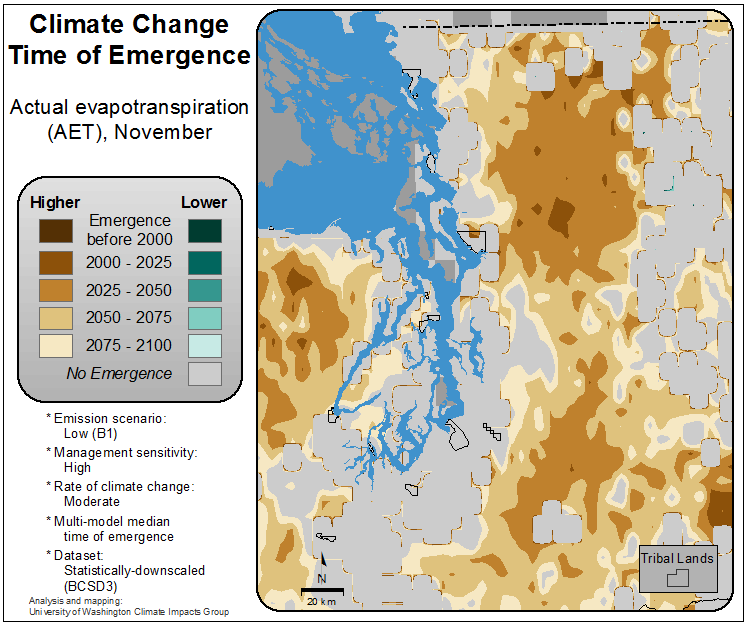 Climate Change
Time of Emergence
Actual evapotranspiration
(AET), November
Higher Lower
Emergence
before 2000
2000 - 2025
2025 - 2050
2050 - 2075
2075 - 2100
No Emergence
* Emission scenario:
Low (B1)
* Management sensitivity:
High
* Rate of climate change:
Moderate
* Multi-model median
time of emergence
* Dataset:
Statistically-downscaled
(BCSD3)
Analysis and mapping:
University of Washington Climate Impacts Group
N
20 km
Tribal Lands